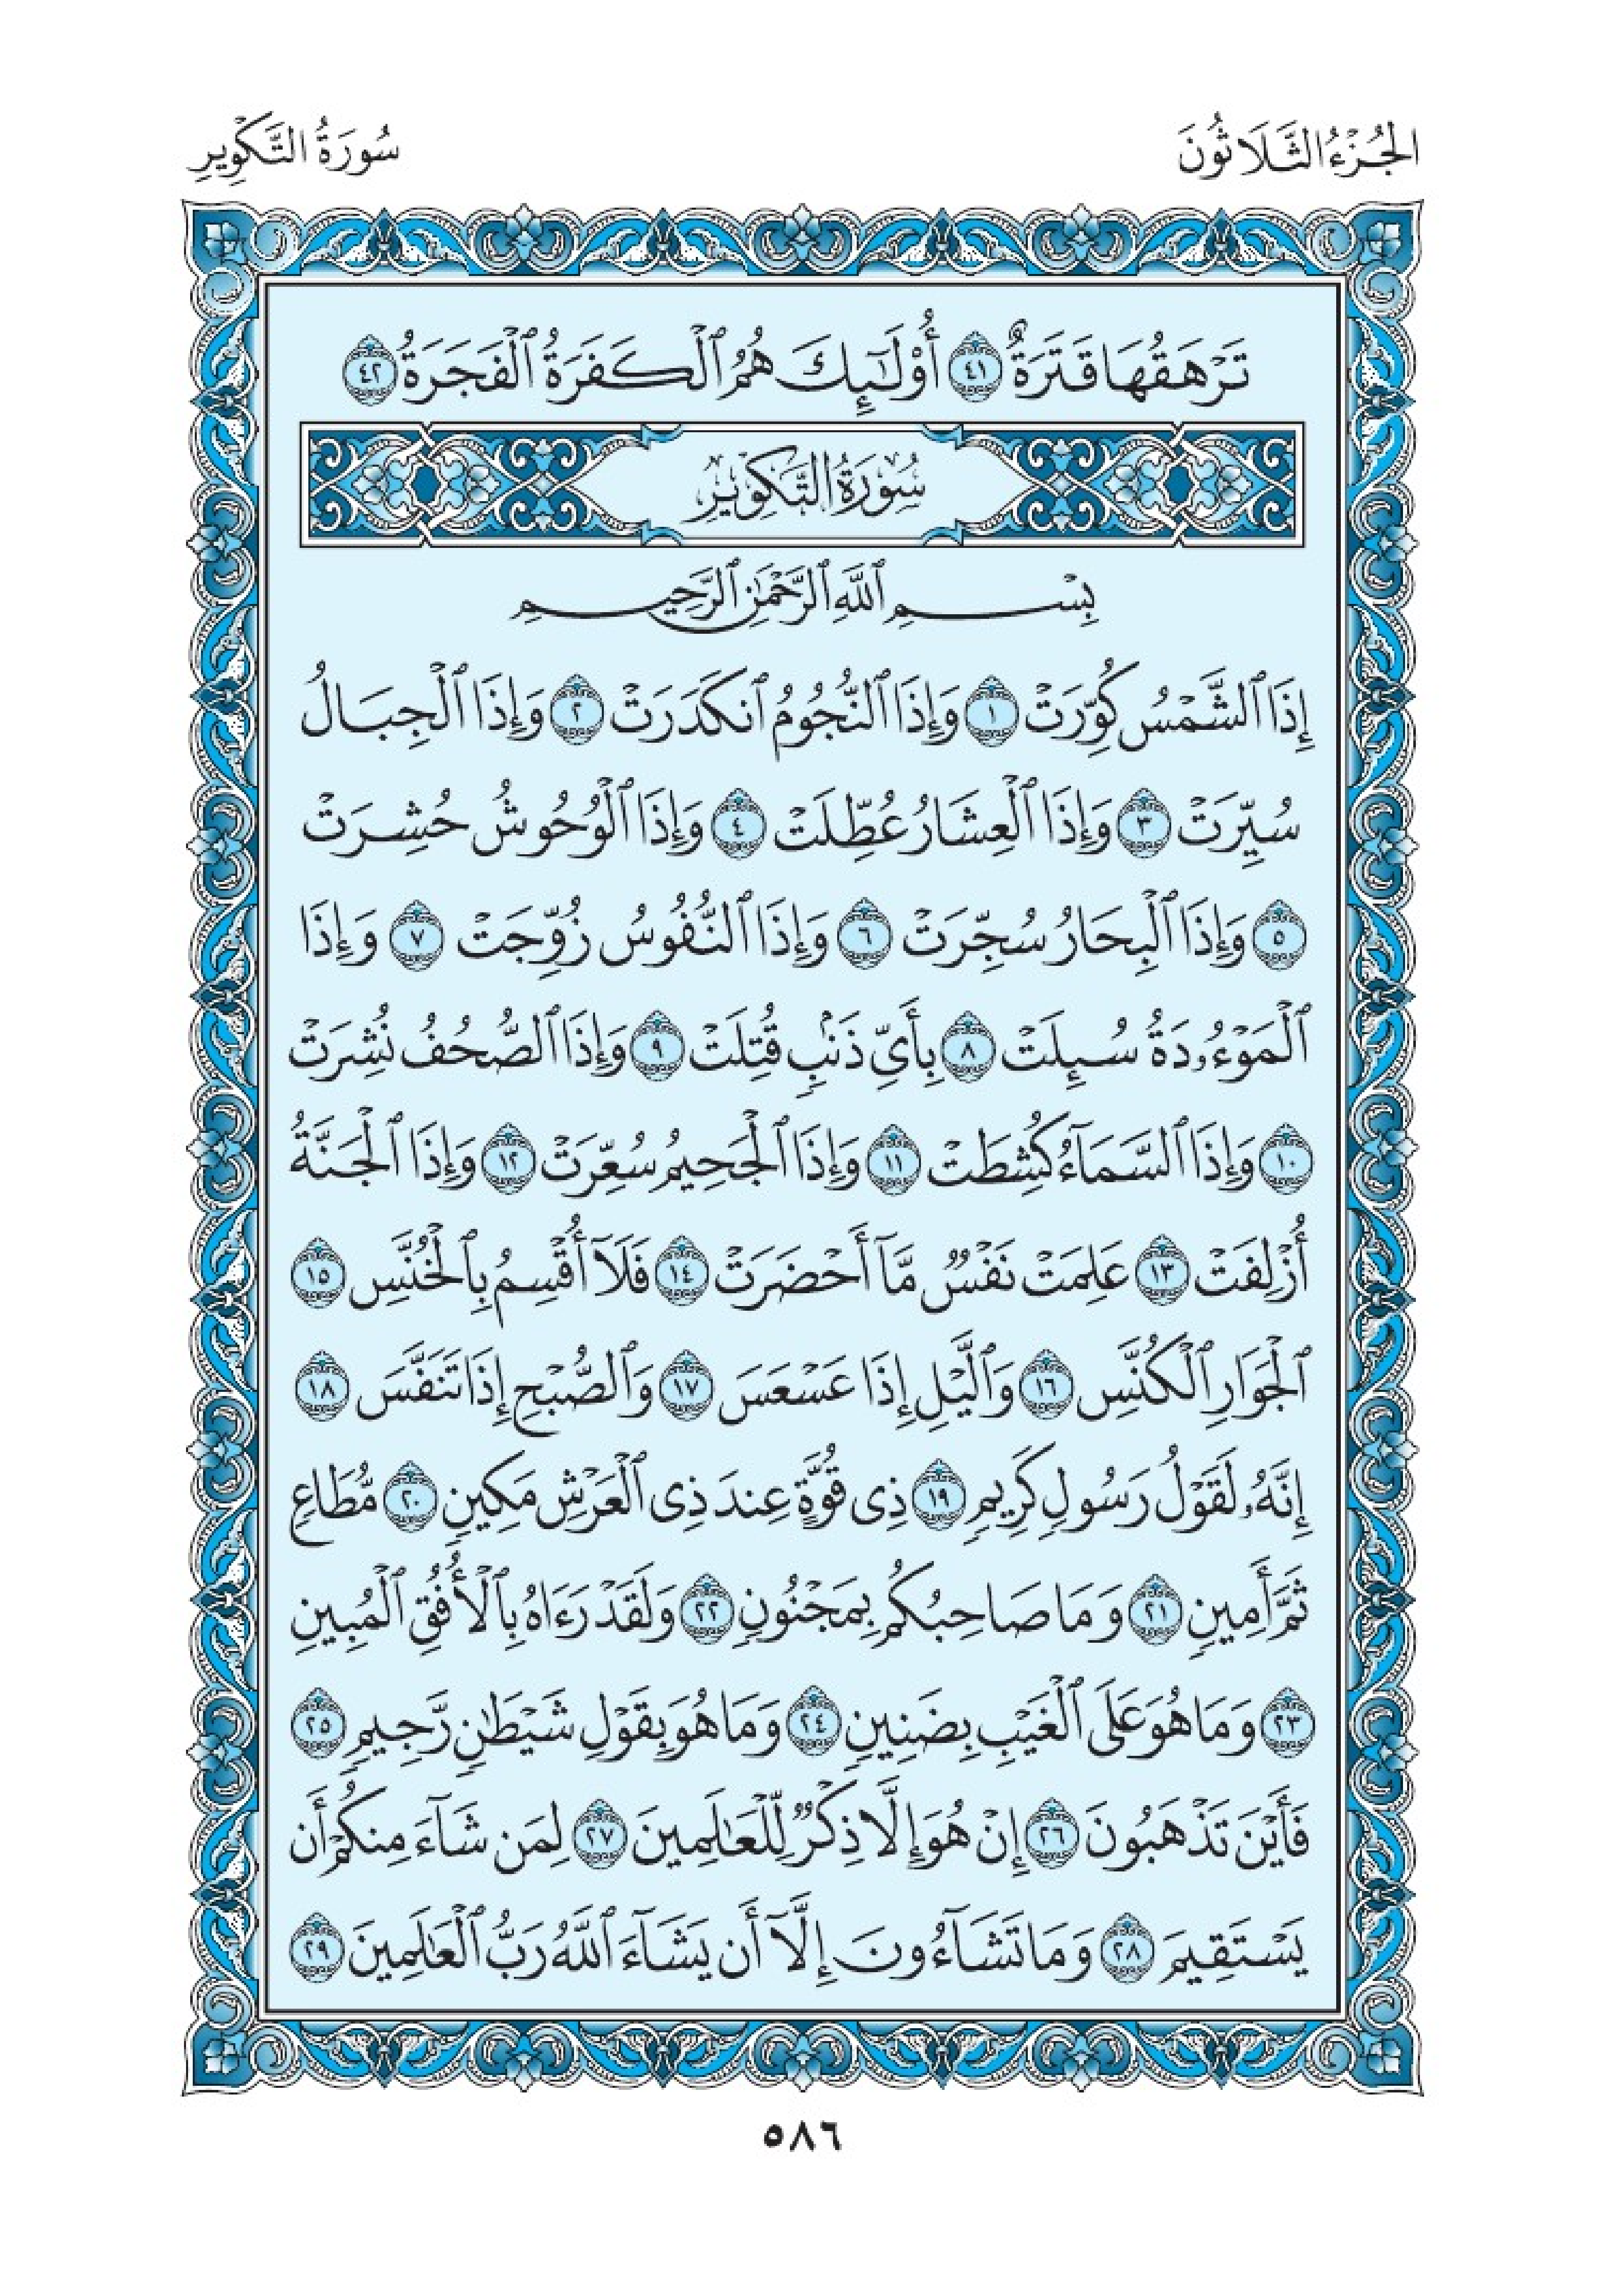 الجُزْءُ الثَّلَاثُونَ
سُورَةُ التَّكْوِيرِ
تَرْهَقُهَا قَتَرَةٌ ٤١ أُوْلَٰٓئِكَ هُمُ ٱلْكَفَرَةُ ٱلْفَجَرَةُ ٤٢
سُورَةُ التَّكْوِيرِ
بِسْمِ ٱللَّهِ ٱلرَّحْمَٰنِ ٱلرَّحِيمِ
إِذَا ٱلشَّمْسُ كُوِّرَتْ ١ وَإِذَا ٱلنُّجُومُ ٱنكَدَرَتْ ٢ وَإِذَا ٱلْجِبَالُ
سُيِّرَتْ ٣ وَإِذَا ٱلْعِشَارُ عُطِّلَتْ ٤ وَإِذَا ٱلْوُحُوشُ حُشِرَتْ
٥ وَإِذَا ٱلْبِحَارُ سُجِّرَتْ ٦ وَإِذَا ٱلنُّفُوسُ زُوِّجَتْ ٧ وَإِذَا
ٱلْمَوْءُۥدَةُ سُئِلَتْ ٨ بِأَىِّ ذَنۢبٍ قُتِلَتْ ٩ وَإِذَا ٱلصُّحُفُ نُشِرَتْ
١٠ وَإِذَا ٱلسَّمَآءُ كُشِطَتْ ١١ وَإِذَا ٱلْجَحِيمُ سُعِّرَتْ ١٢ وَإِذَا ٱلْجَنَّةُ
أُزْلِفَتْ ١٣ عَلِمَتْ نَفْسٌ مَّآ أَحْضَرَتْ ١٤ فَلَآ أُقْسِمُ بِٱلْخُنَّسِ ١٥
ٱلْجَوَارِ ٱلْكُنَّسِ ١٦ وَٱلَّيْلِ إِذَا عَسْعَسَ ١٧ وَٱلصُّبْحِ إِذَا تَنَفَّسَ ١٨
إِنَّهُۥ لَقَوْلُ رَسُولٍ كَرِيمٍ ١٩ ذِى قُوَّةٍ عِندَ ذِى ٱلْعَرْشِ مَكِينٍ ٢٠ مُّطَاعٍ
ثَمَّ أَمِينٍ ٢١ وَمَا صَاحِبُكُم بِمَجْنُونٍ ٢٢ وَلَقَدْ رَءَاهُ بِٱلْأُفُقِ ٱلْمُبِينِ
٢٣ وَمَا هُوَ عَلَى ٱلْغَيْبِ بِضَنِينٍ ٢٤ وَمَا هُوَ بِقَوْلِ شَيْطَٰنٍ رَّجِيمٍ ٢٥
فَأَيْنَ تَذْهَبُونَ ٢٦ إِنْ هُوَ إِلَّا ذِكْرٌ لِّلْعَٰلَمِينَ ٢٧ لِمَن شَآءَ مِنكُمْ أَن
يَسْتَقِيمَ ٢٨ وَمَا تَشَآءُونَ إِلَّآ أَن يَشَآءَ ٱللَّهُ رَبُّ ٱلْعَٰلَمِينَ ٢٩
٥٨٦